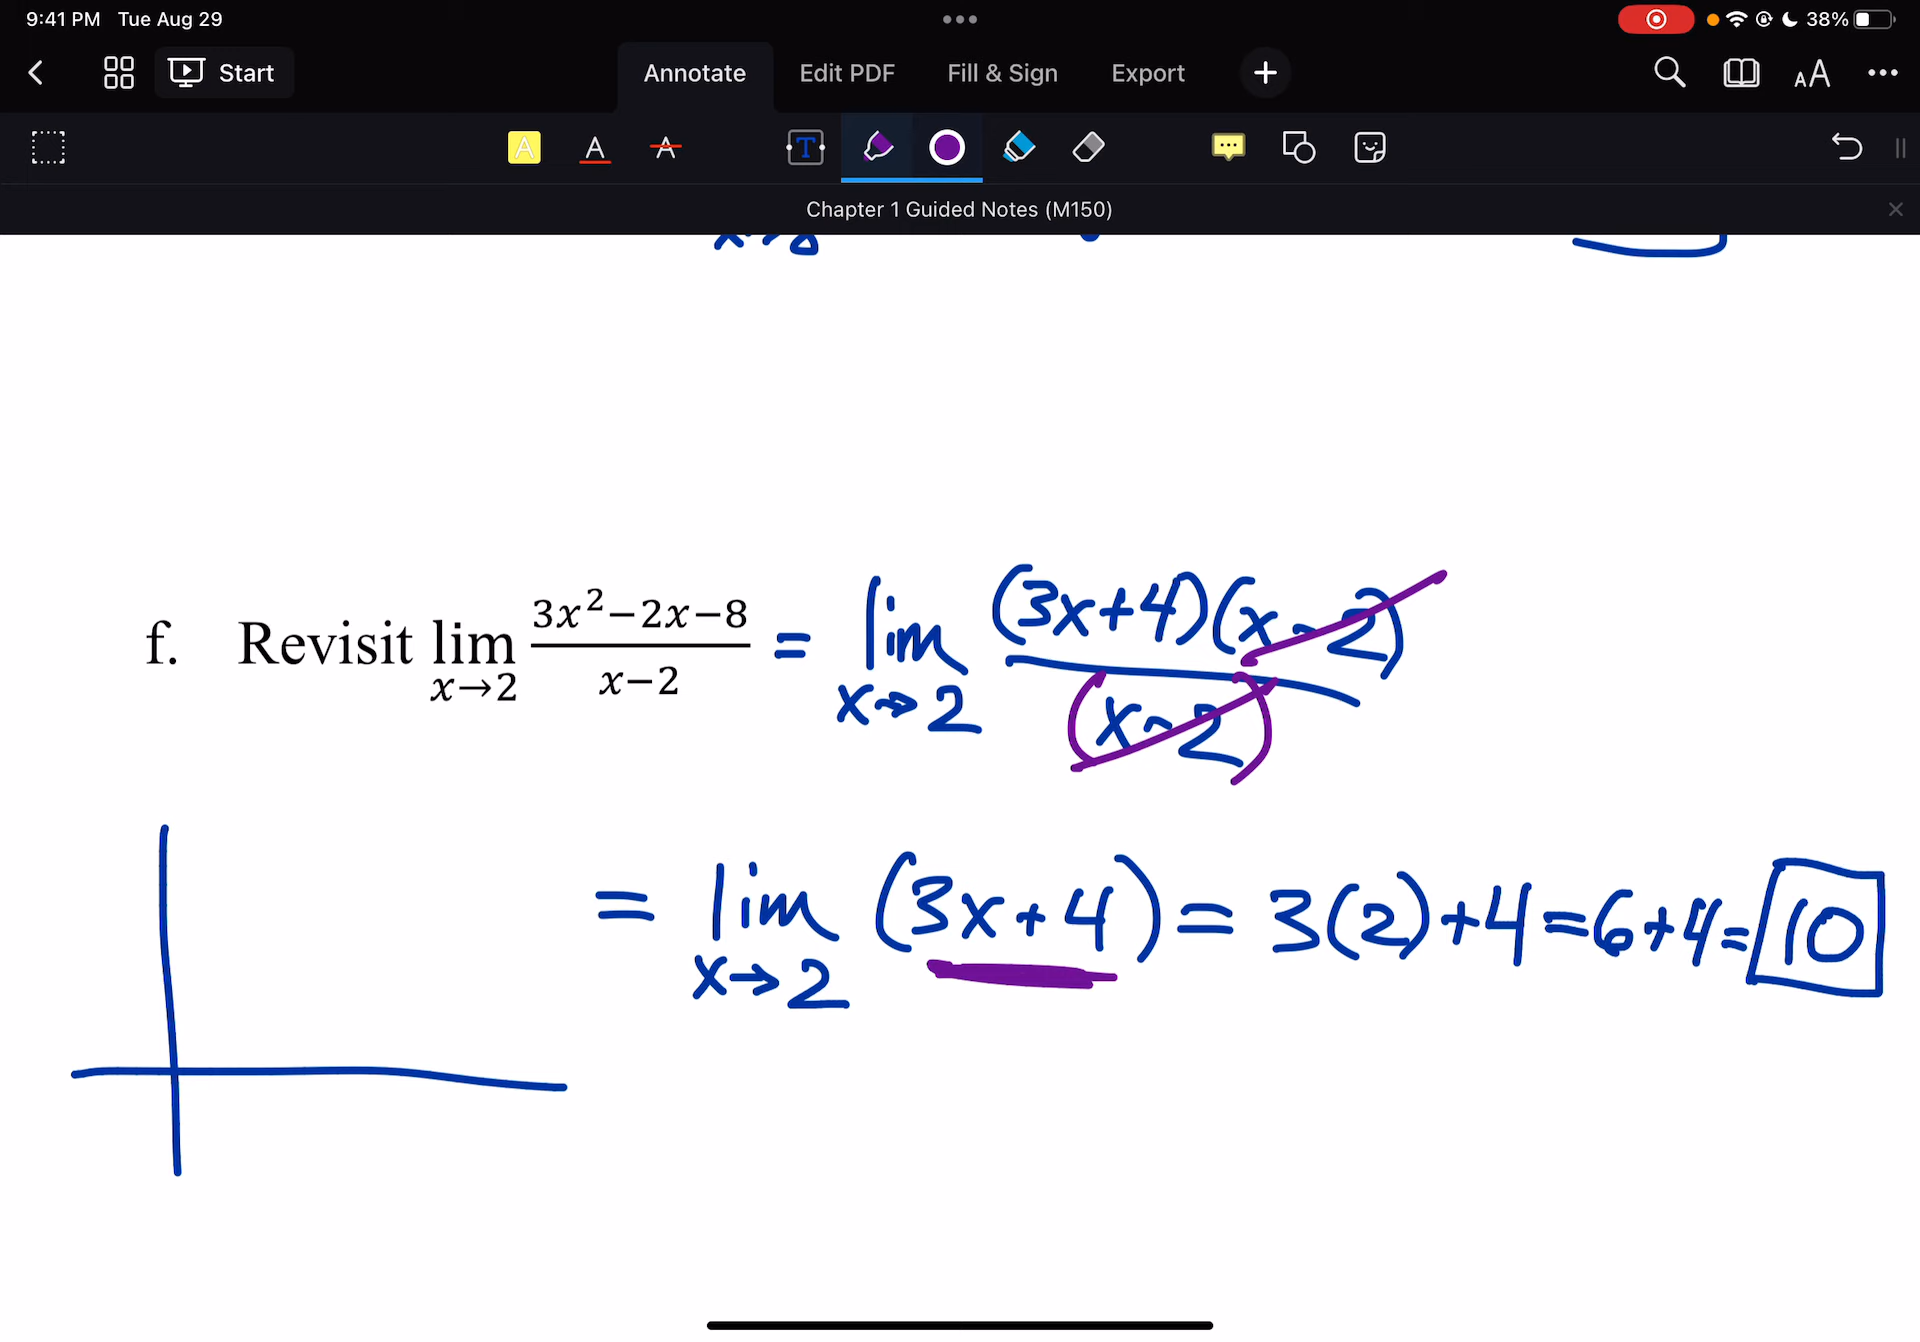 9:41 PM Tue Aug 29 38%
Start Annotate Edit PDF Fill & Sign Export + AA
A A A T
Chapter 1 Guided Notes (M150)
x→2
f. Revisit lim x→2 (3x²−2x−8)/(x−2) = lim x→2 (3x+4)(x-2)/(x-2)
= lim x→2 (3x+4) = 3(2)+4=6+4=10